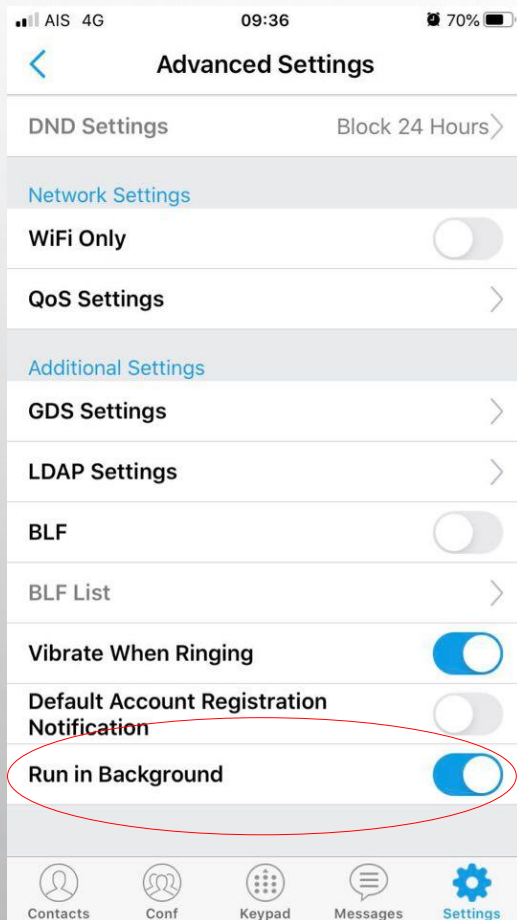 AIS 4G 09:36 70%
Advanced Settings
DND Settings Block 24 Hours
Network Settings
WiFi Only
QoS Settings
Additional Settings
GDS Settings
LDAP Settings
BLF
BLF List
Vibrate When Ringing
Default Account Registration
Notification
Run in Background
Contacts Conf Keypad Messages Settings